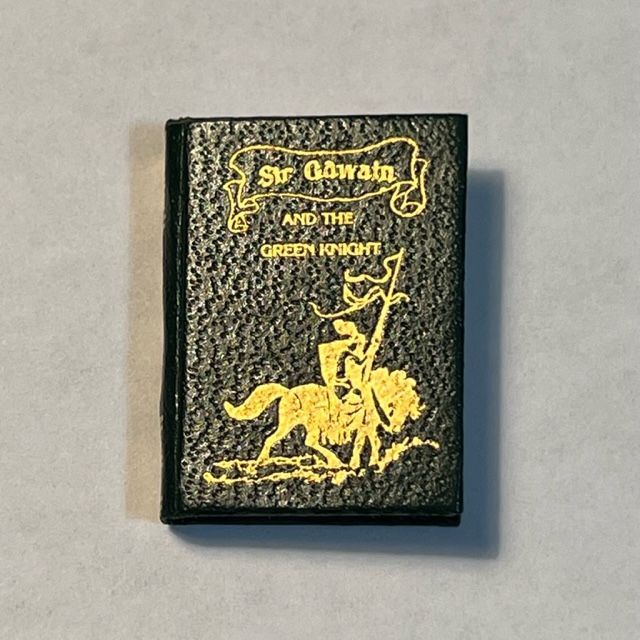 Sir Gawain
AND THE
GREEN KNIGHT